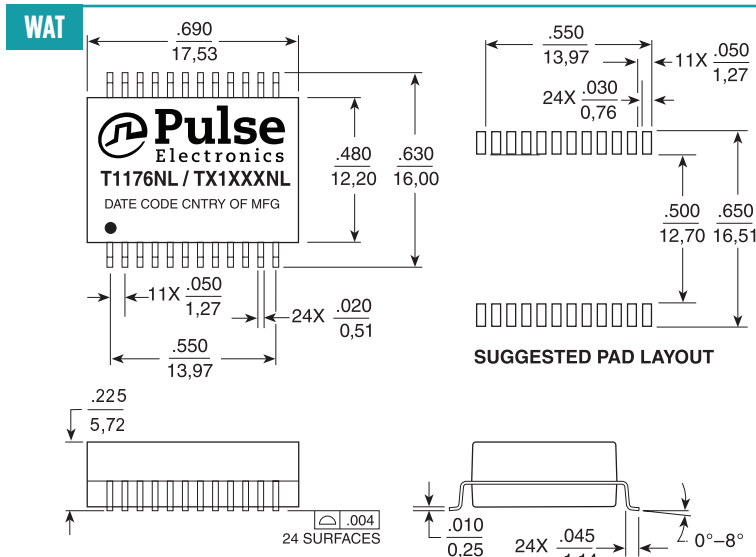 WAT
.690
17,53
.550
13,97
11X .050
1,27
24X .030
0,76
Pulse
Electronics
T1176NL / TX1XXXNL
DATE CODE CNTRY OF MFG
.480
12,20
.630
16,00
.500
12,70
.650
16,51
11X .050
1,27
24X .020
0,51
.550
13,97
SUGGESTED PAD LAYOUT
.225
5,72
.004
24 SURFACES
.010
0,25
24X .045
0°–8°